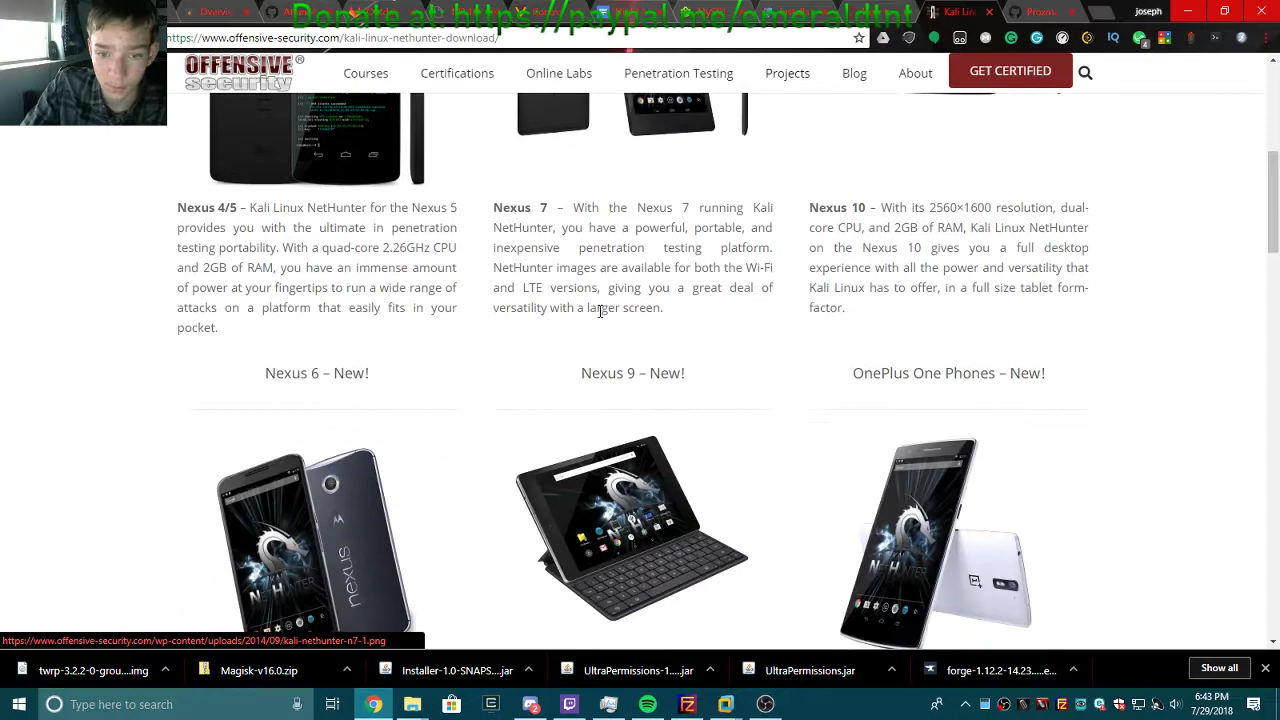 Donate at https://paypal.me/emeraldtnt
joseph
https://www.offensive-security.com/kali-linux-nethunter-download/
OFFENSIVE security ®
Courses Certifications Online Labs Penetration Testing Projects Blog GET CERTIFIED
Nexus 4/5 – Kali Linux NetHunter for the Nexus 5
provides you with the ultimate in penetration
testing portability. With a quad-core 2.26GHz CPU
and 2GB of RAM, you have an immense amount
of power at your fingertips to run a wide range of
attacks on a platform that easily fits in your
pocket.
Nexus 7 – With the Nexus 7 running Kali
NetHunter, you have a powerful, portable, and
inexpensive penetration testing platform.
NetHunter images are available for both the Wi-Fi
and LTE versions, giving you a great deal of
versatility with a larger screen.
Nexus 10 – With its 2560×1600 resolution, dual-
core CPU, and 2GB of RAM, Kali Linux NetHunter
on the Nexus 10 gives you a full desktop
experience with all the power and versatility that
Kali Linux has to offer, in a full size tablet form-
factor.
Nexus 6 – New!
Nexus 9 – New!
OnePlus One Phones – New!
nexus
https://www.offensive-security.com/wp-content/uploads/2014/09/kali-nethunter-n7-1.png
twrp-3.2.2-0-grou....img
Magisk-v16.0.zip
Installer-1.0-SNAPS....jar
UltraPermissions....jar
UltraPermissions.jar
forge-1.12.2-14.23.....e...
Show all
Type here to search
6:43 PM
7/29/2018